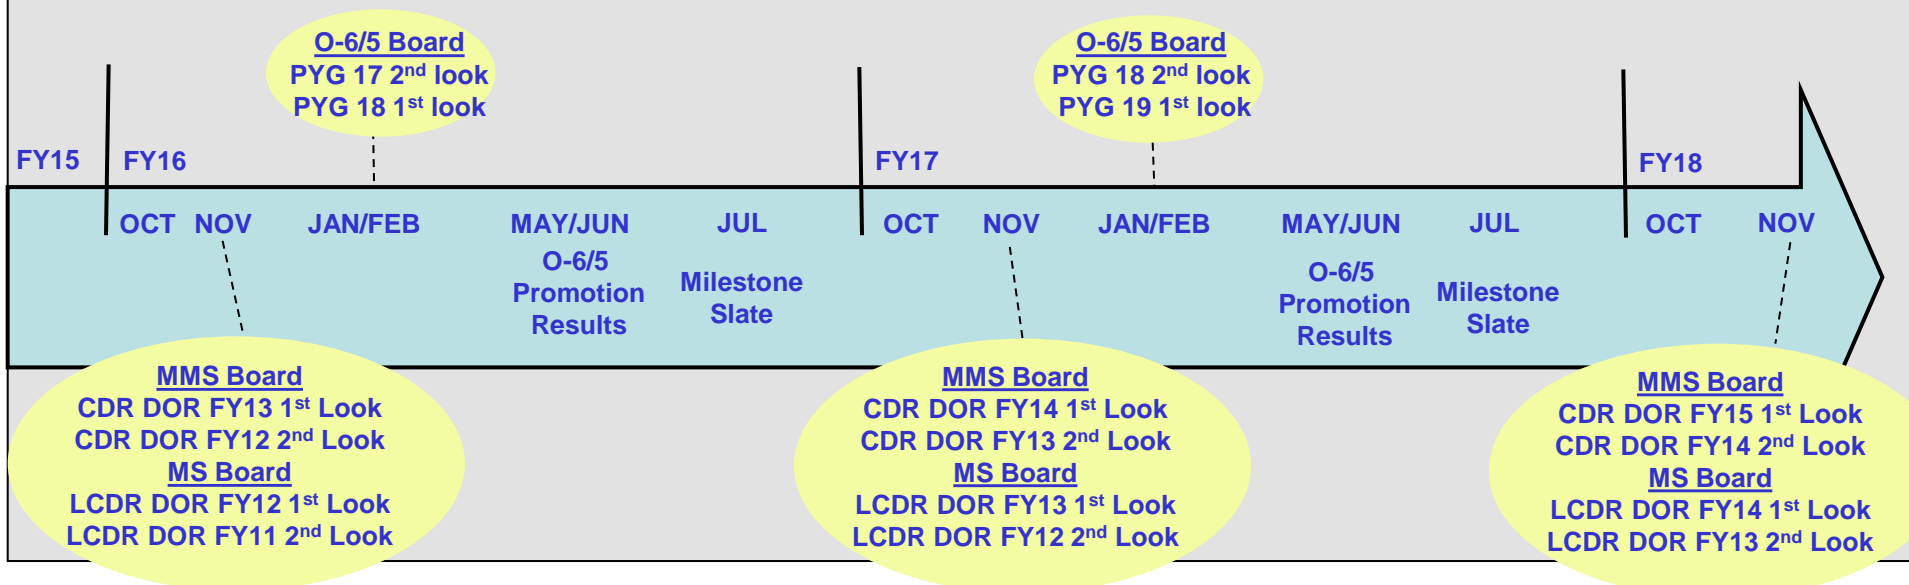 O-6/5 Board
PYG 17 2nd look
PYG 18 1st look
O-6/5 Board
PYG 18 2nd look
PYG 19 1st look
FY15 FY16 FY17 FY18
OCT NOV JAN/FEB MAY/JUN JUL OCT NOV JAN/FEB MAY/JUN JUL OCT NOV
O-6/5
Promotion
Results
Milestone
Slate
O-6/5
Promotion
Results
Milestone
Slate
MMS Board
CDR DOR FY13 1st Look
CDR DOR FY12 2nd Look
MS Board
LCDR DOR FY12 1st Look
LCDR DOR FY11 2nd Look
MMS Board
CDR DOR FY14 1st Look
CDR DOR FY13 2nd Look
MS Board
LCDR DOR FY13 1st Look
LCDR DOR FY12 2nd Look
MMS Board
CDR DOR FY15 1st Look
CDR DOR FY14 2nd Look
MS Board
LCDR DOR FY14 1st Look
LCDR DOR FY13 2nd Look